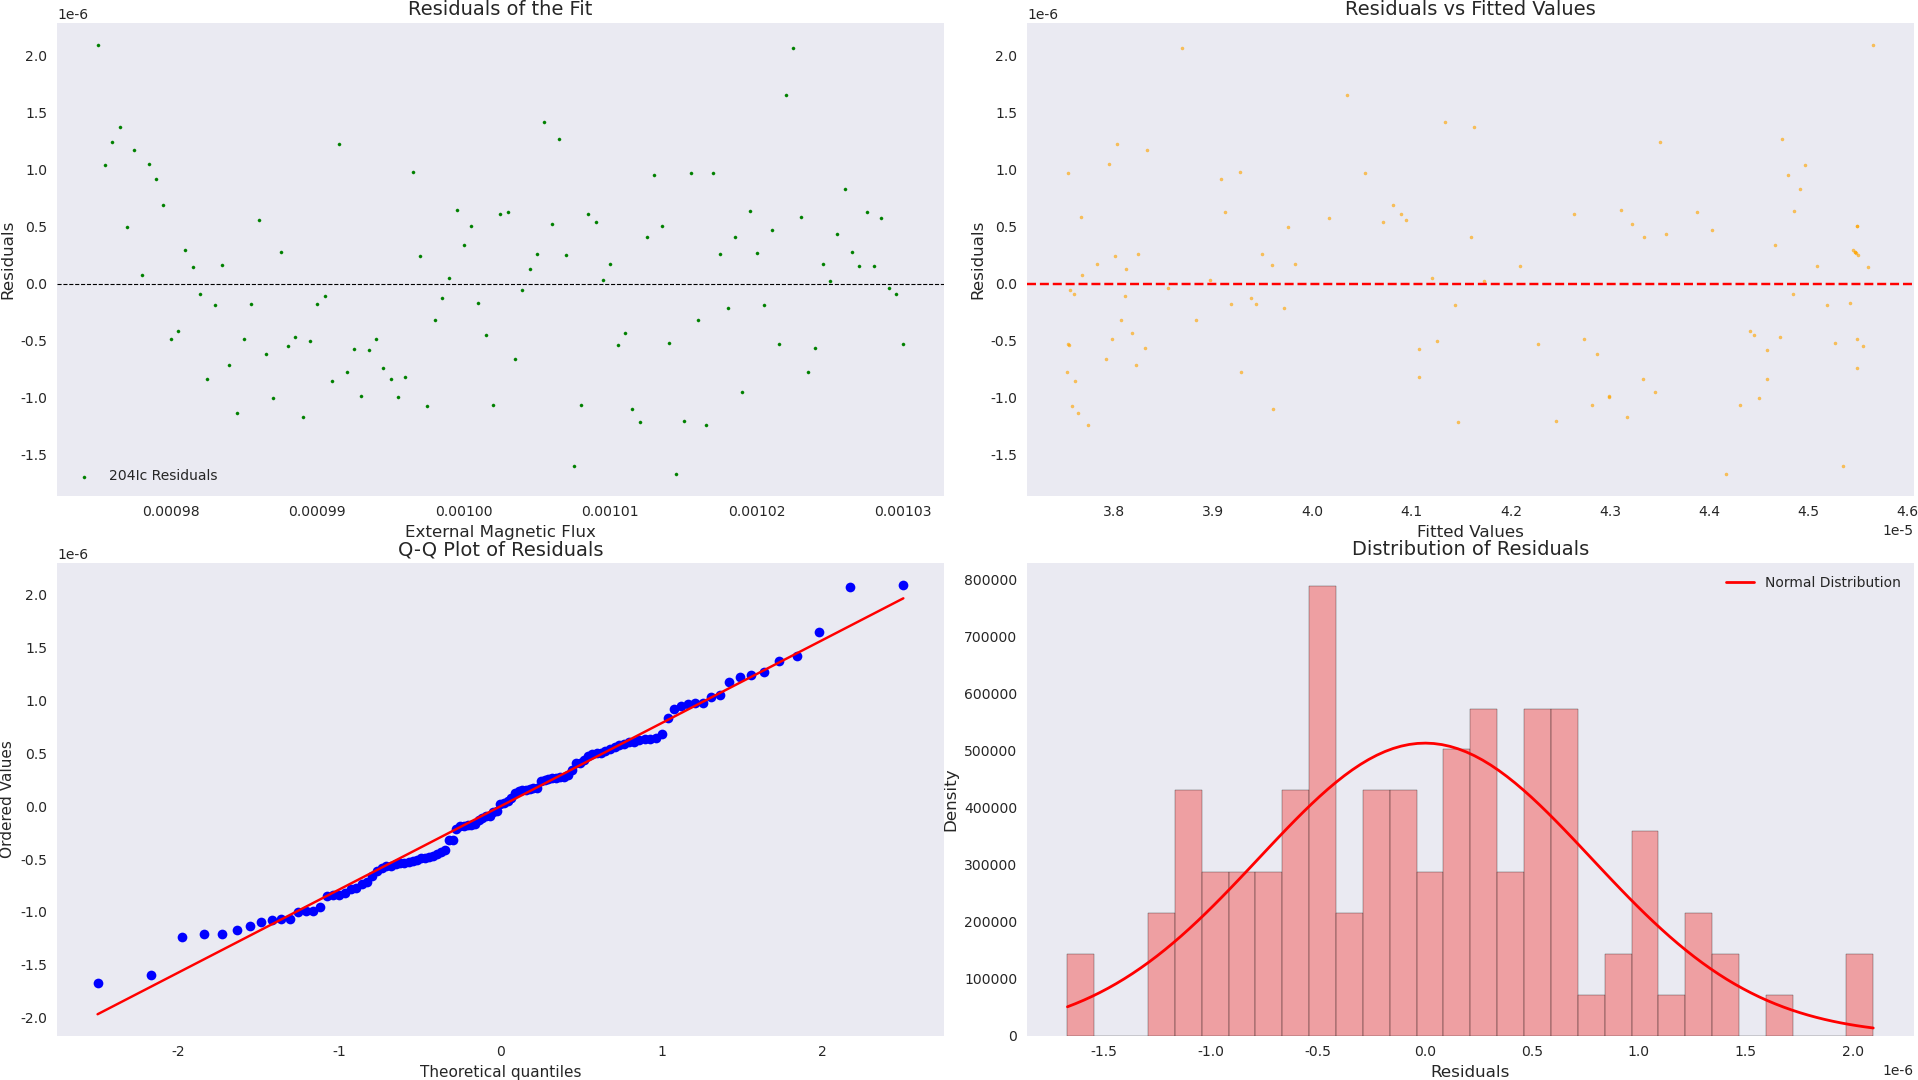 Residuals of the Fit
1e−6
2.0
1.5
1.0
0.5
0.0
-0.5
-1.0
-1.5
Residuals
204Ic Residuals
0.00098 0.00099 0.00100 0.00101 0.00102 0.00103
External Magnetic Flux
Residuals vs Fitted Values
1e−6
2.0
1.5
1.0
0.5
0.0
-0.5
-1.0
-1.5
Residuals
3.8 3.9 4.0 4.1 4.2 4.3 4.4 4.5 4.6
1e−5
Fitted Values
Q-Q Plot of Residuals
1e−6
2.0
1.5
1.0
0.5
0.0
-0.5
-1.0
-1.5
-2.0
Ordered Values
-2 -1 0 1 2
Theoretical quantiles
Distribution of Residuals
800000
700000
600000
500000
400000
300000
200000
100000
0
Density
Normal Distribution
-1.5 -1.0 -0.5 0.0 0.5 1.0 1.5 2.0
1e−6
Residuals